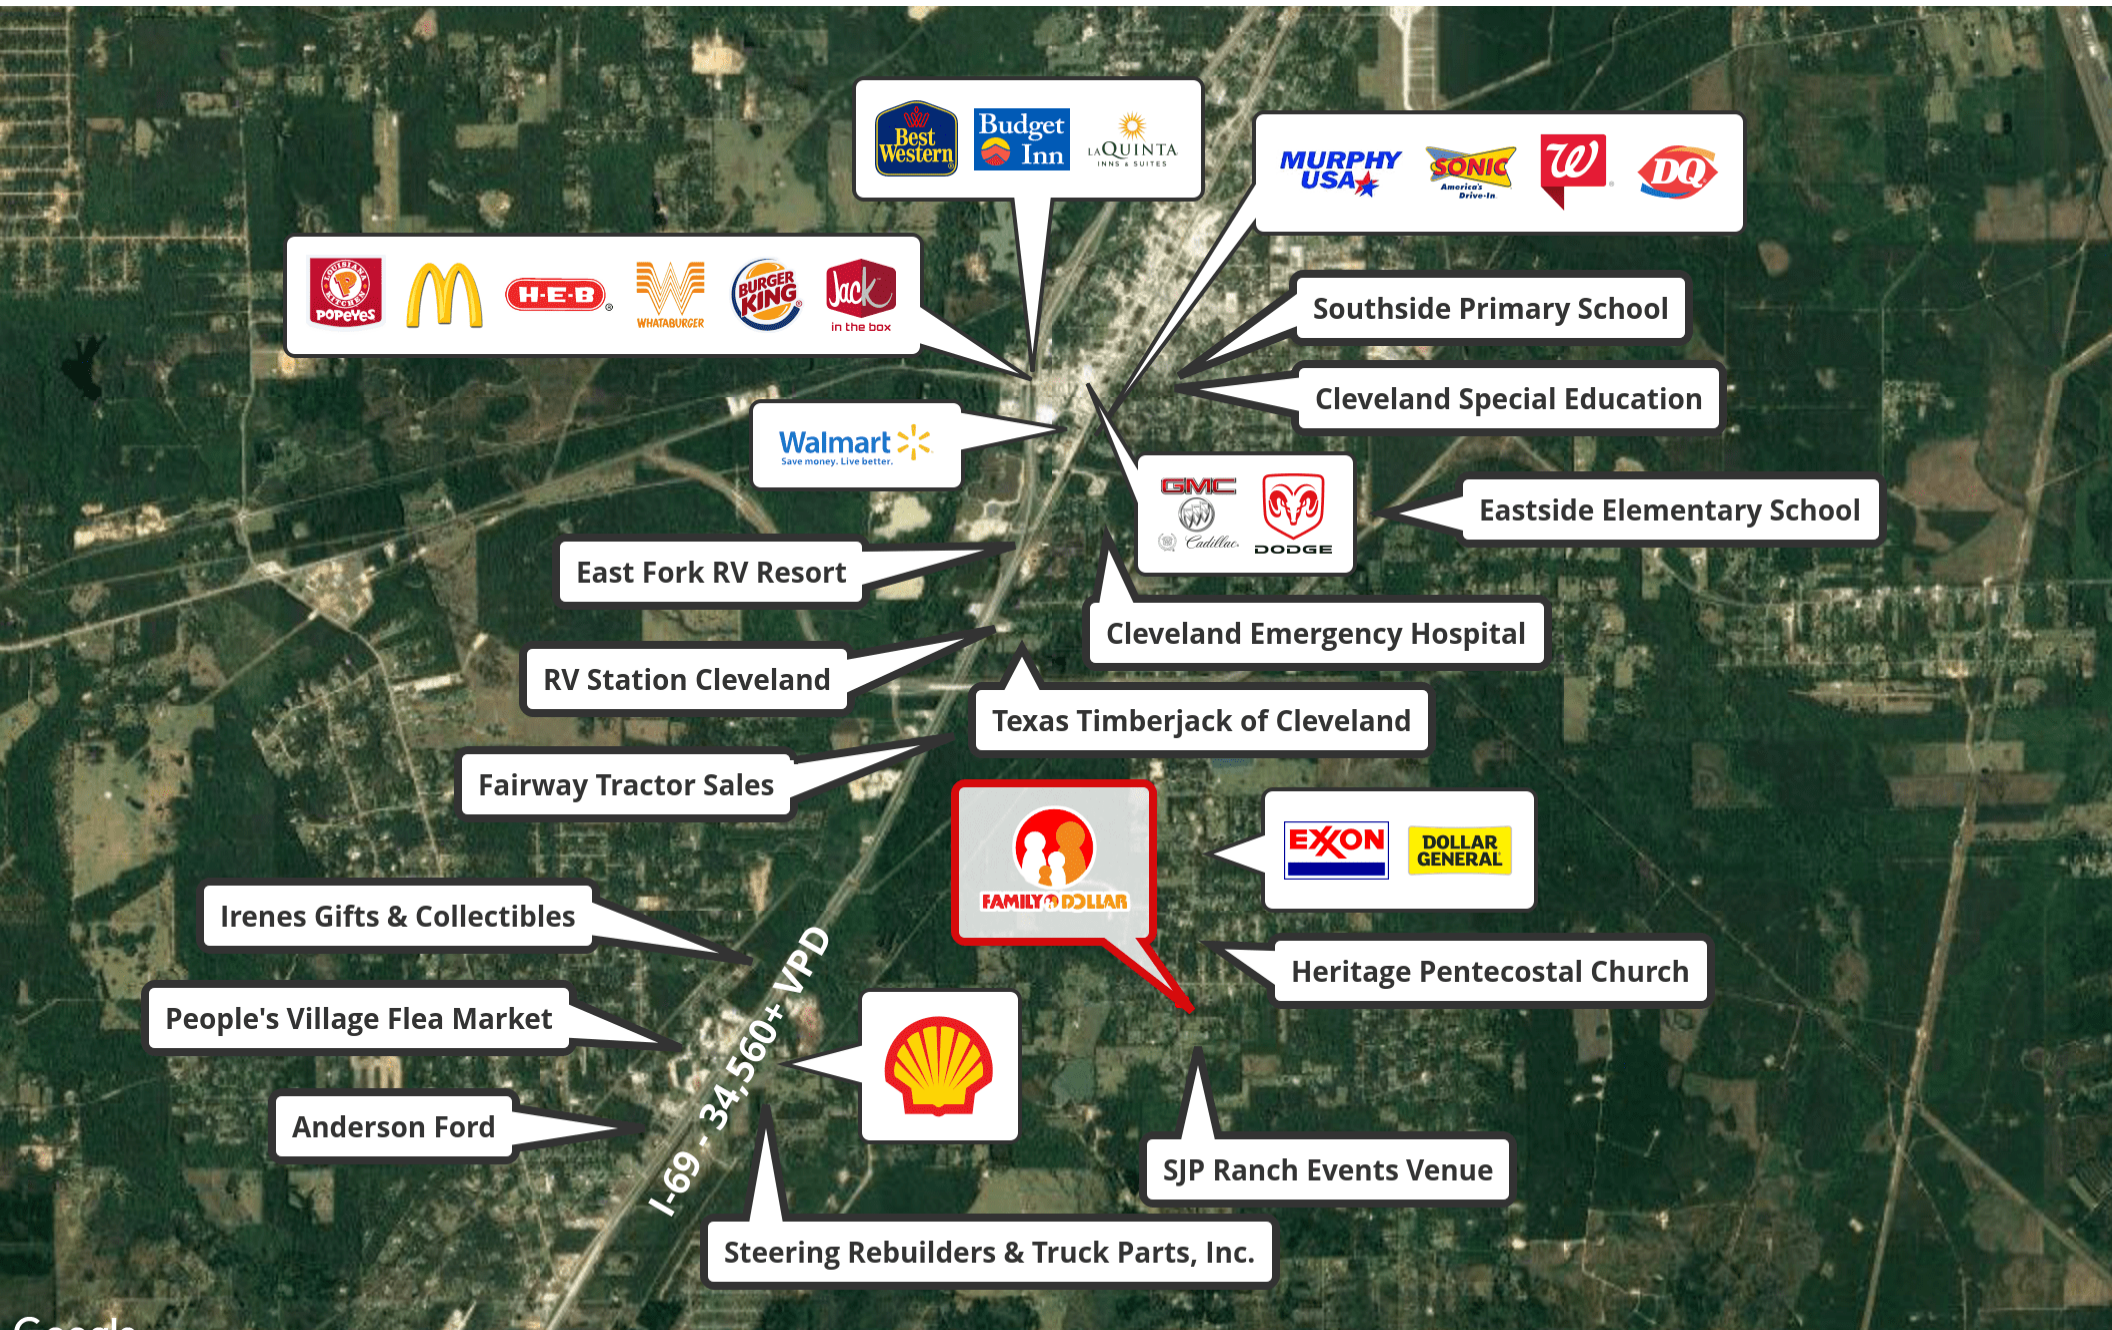 Best
Western
Budget
Inn
LAQUINTA
INNS & SUITES
MURPHY
USA
SONIC
America's
Drive-In
W
DQ
LOUISIANA
KITCHEN
POPEYES
H-E-B
WHATABURGER
BURGER
KING
Jack
in the box
Southside Primary School
Cleveland Special Education
Walmart
Save money. Live better.
GMC
Cadillac
DODGE
Eastside Elementary School
East Fork RV Resort
Cleveland Emergency Hospital
RV Station Cleveland
Texas Timberjack of Cleveland
Fairway Tractor Sales
FAMILY DOLLAR
EXXON
DOLLAR
GENERAL
Irenes Gifts & Collectibles
Heritage Pentecostal Church
People's Village Flea Market
I-69 - 34,560+ VPD
Anderson Ford
SJP Ranch Events Venue
Steering Rebuilders & Truck Parts, Inc.
Google